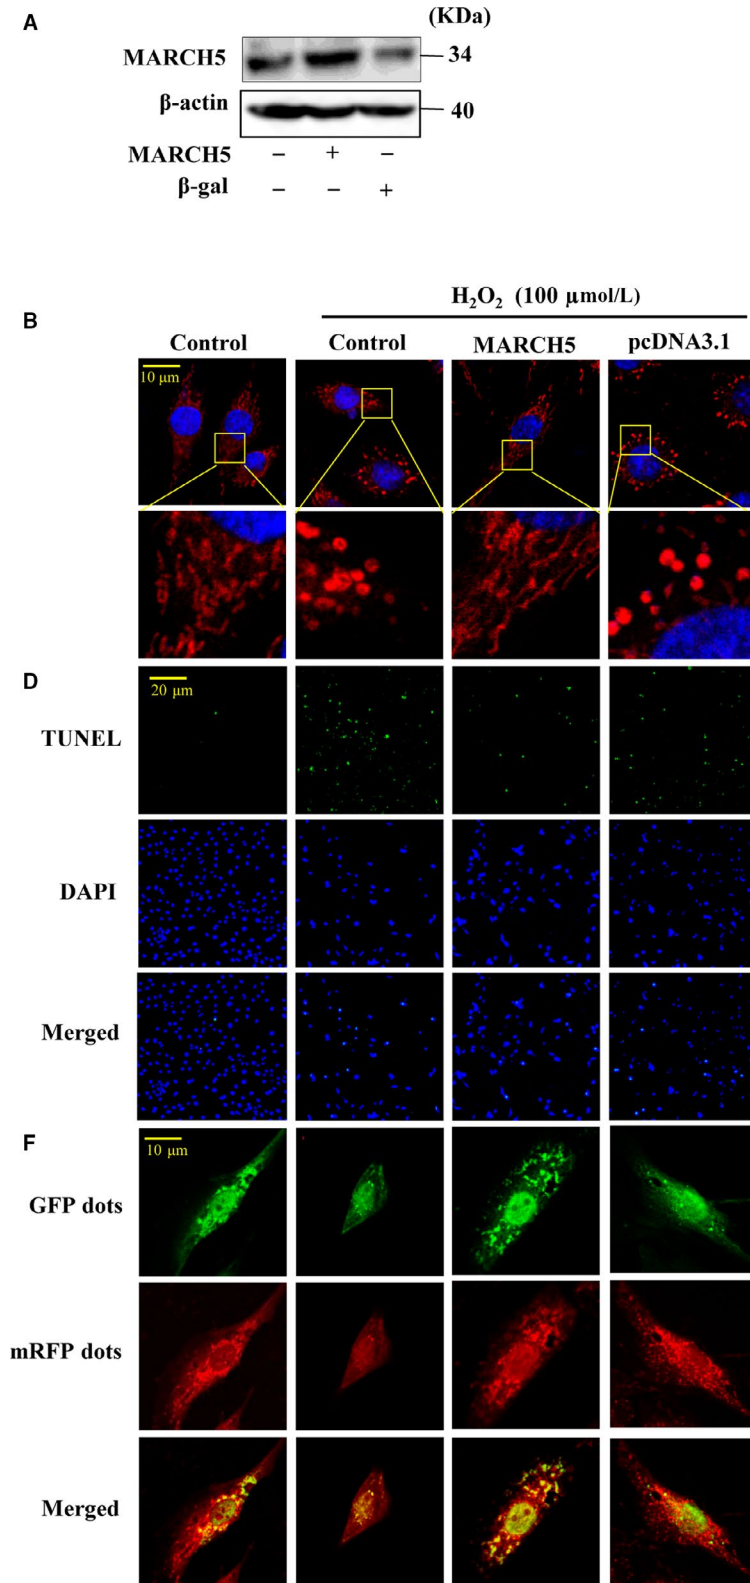 A
(KDa)
MARCH5
34
β-actin
40
MARCH5 – + –
β-gal – – +
H₂O₂ (100 μmol/L)
B
Control Control MARCH5 pcDNA3.1
10 μm
D
20 μm
TUNEL
DAPI
Merged
F
10 μm
GFP dots
mRFP dots
Merged